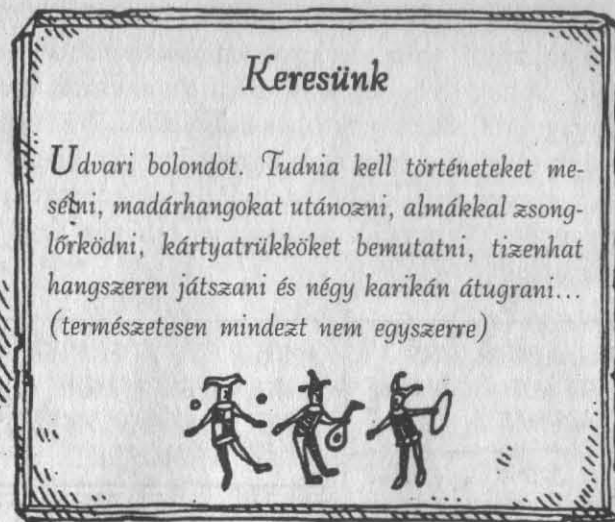 Keresünk
Udvari bolondot. Tudnia kell történeteket me-
sélni, madárhangokat utánozni, almákkal zsong-
lőrködni, kártyatrükköket bemutatni, tizenhat
hangszeren játszani és négy karikán átugrani...
(természetesen mindezt nem egyszerre)